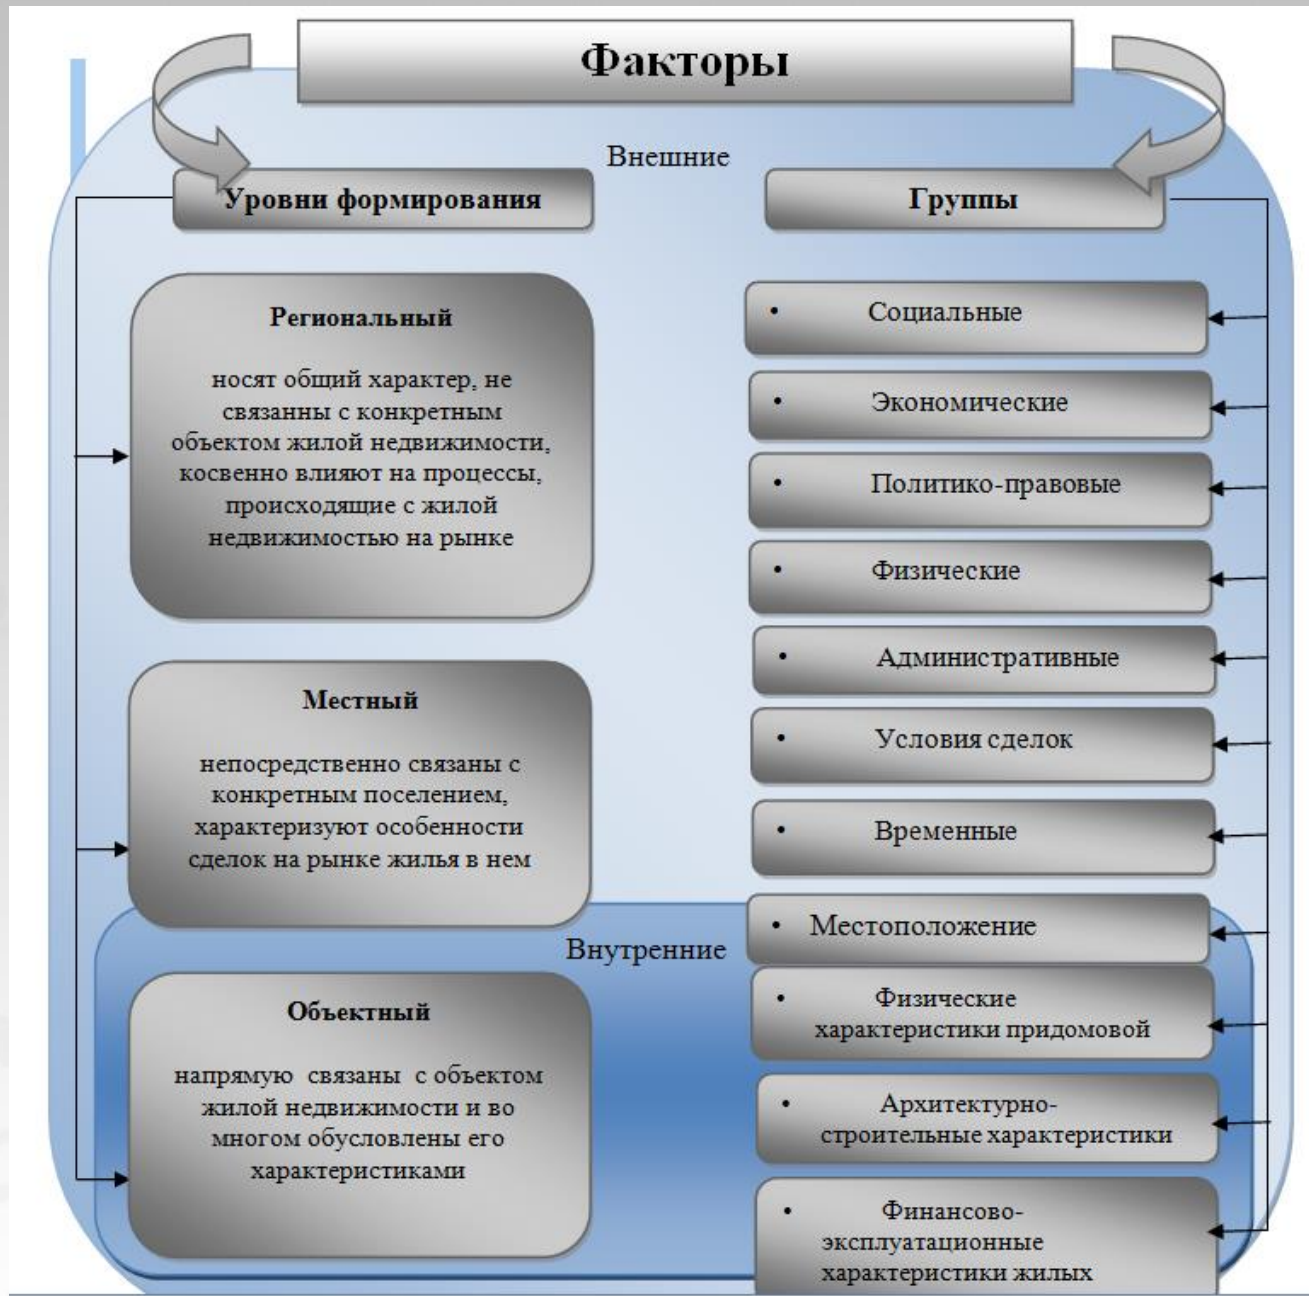 Факторы
Внешние
Уровни формирования
Региональный
носят общий характер, не
связанны с конкретным
объектом жилой недвижимости,
косвенно влияют на процессы,
происходящие с жилой
недвижимостью на рынке
Местный
непосредственно связаны с
конкретным поселением,
характеризуют особенности
сделок на рынке жилья в нем
Внутренние
Объектный
напрямую связаны с объектом
жилой недвижимости и во
многом обусловлены его
характеристиками
Группы
• Социальные
• Экономические
• Политико-правовые
• Физические
• Административные
• Условия сделок
• Временные
• Местоположение
• Физические
характеристики придомовой
• Архитектурно-
строительные характеристики
• Финансово-
эксплуатационные
характеристики жилых